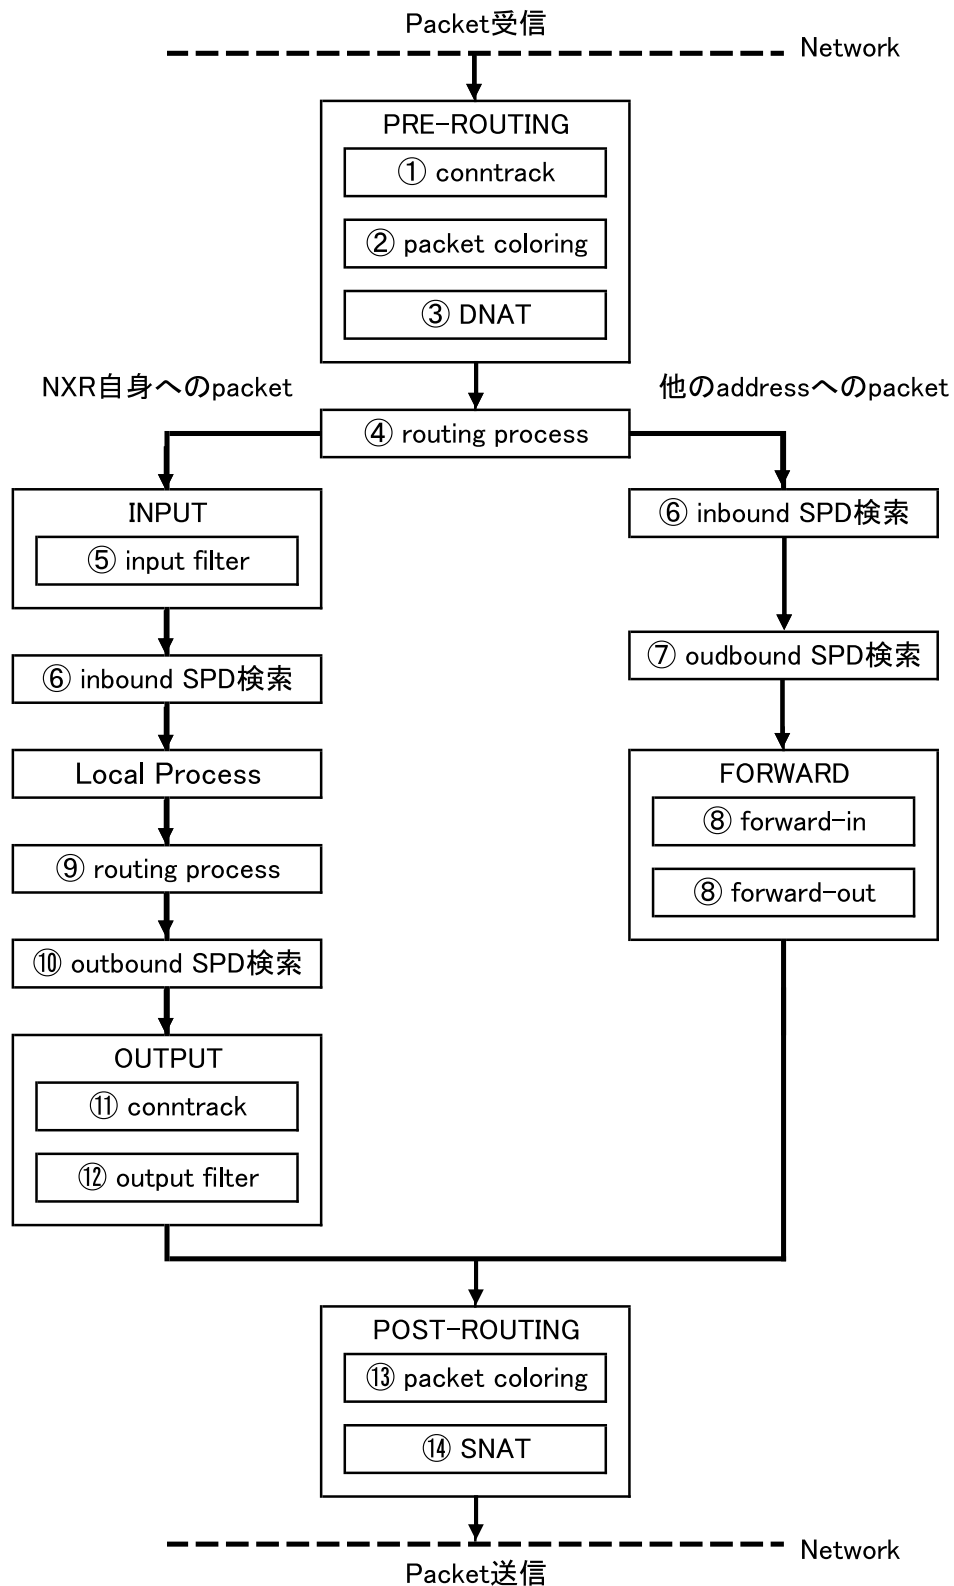 Packet受信
Network
PRE-ROUTING
① conntrack
② packet coloring
③ DNAT
NXR自身へのpacket
他のaddressへのpacket
④ routing process
INPUT
⑤ input filter
⑥ inbound SPD検索
⑥ inbound SPD検索
⑦ oudbound SPD検索
Local Process
FORWARD
⑧ forward-in
⑨ routing process
⑧ forward-out
⑩ outbound SPD検索
OUTPUT
⑪ conntrack
⑫ output filter
POST-ROUTING
⑬ packet coloring
⑭ SNAT
Network
Packet送信